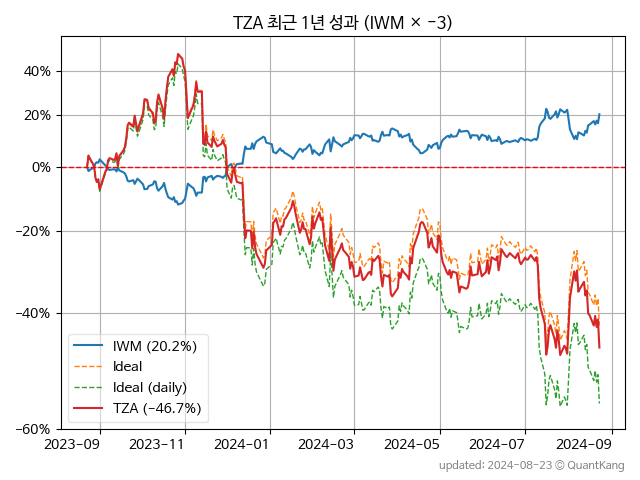 TZA 최근 1년 성과 (IWM × −3)
40%
20%
0%
−20%
−40%
−60%
IWM (20.2%)
Ideal
Ideal (daily)
TZA (−46.7%)
2023-09
2023-11
2024-01
2024-03
2024-05
2024-07
2024-09
updated: 2024-08-23 © QuantKang